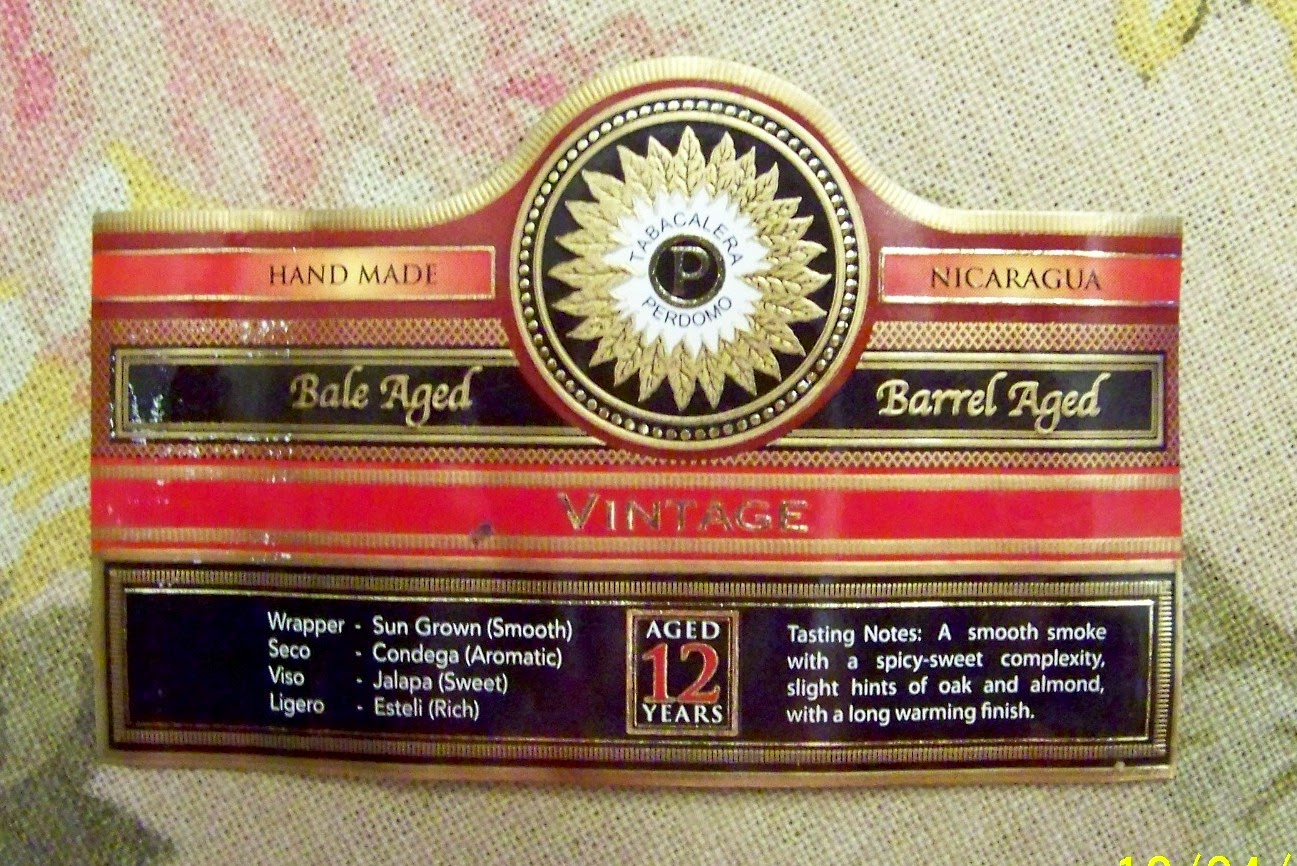 TABACALERA
P
PERDOMO
HAND MADE
NICARAGUA
Bale Aged
Barrel Aged
VINTAGE
Wrapper - Sun Grown (Smooth)
Seco - Condega (Aromatic)
Viso - Jalapa (Sweet)
Ligero - Esteli (Rich)
AGED
12
YEARS
Tasting Notes: A smooth smoke
with a spicy-sweet complexity,
slight hints of oak and almond,
with a long warming finish.